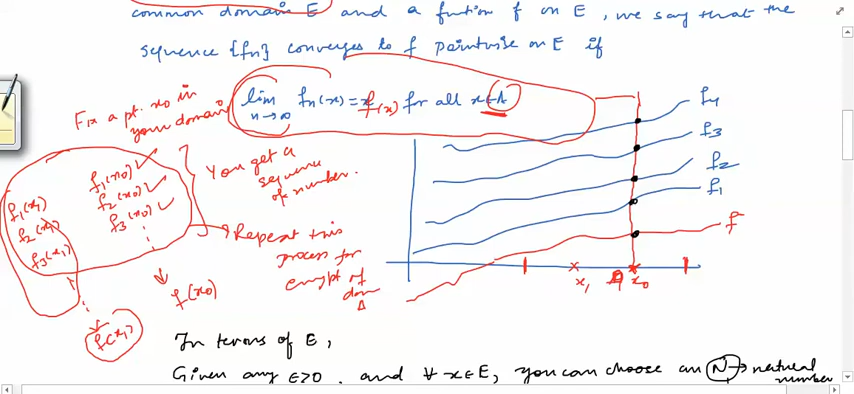 common domain E and a funtion f on E, we say that the
sequence {fn} converges to f pointwise on E if
lim fn(x) = f(x) for all x ∈ A
n→∞
Fix a pt. x0 in
your domain
f1(x0)
f2(x0)
f3(x0)
⋮
f(x0)
f1(x1)
f2(x1)
f3(x1)
⋮
f(x1)
You get a
sequence
of number.
Repeat this
process for
every pt of
dom
A
f4
f3
f2
f1
f
x1
x0
In terms of E,
Given any ε>0, and ∀ x∈E, you can choose an N → natural
number